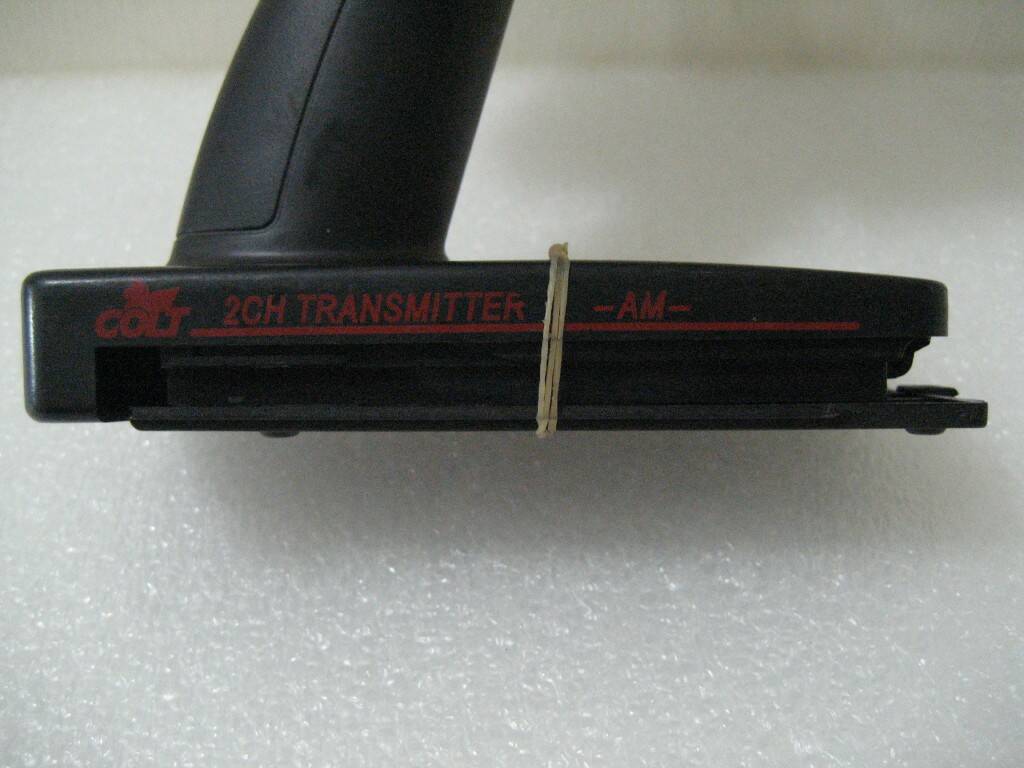 COLT 2CH TRANSMITTER -AM-